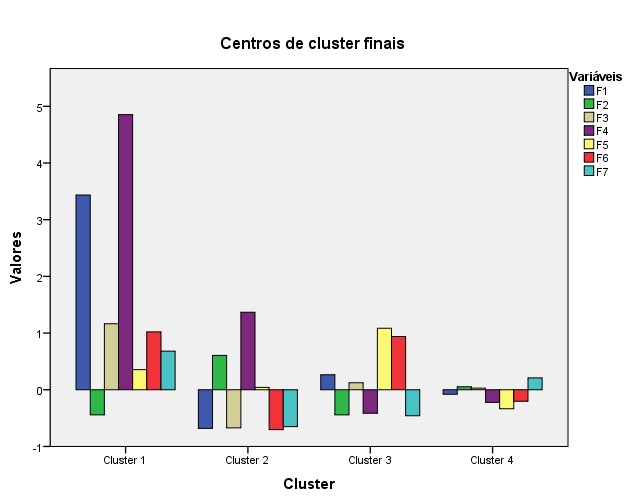 Centros de cluster finais
Variáveis
F1
F2
F3
F4
F5
F6
F7
Valores
5
4
3
2
1
0
-1
Cluster 1
Cluster 2
Cluster 3
Cluster 4
Cluster